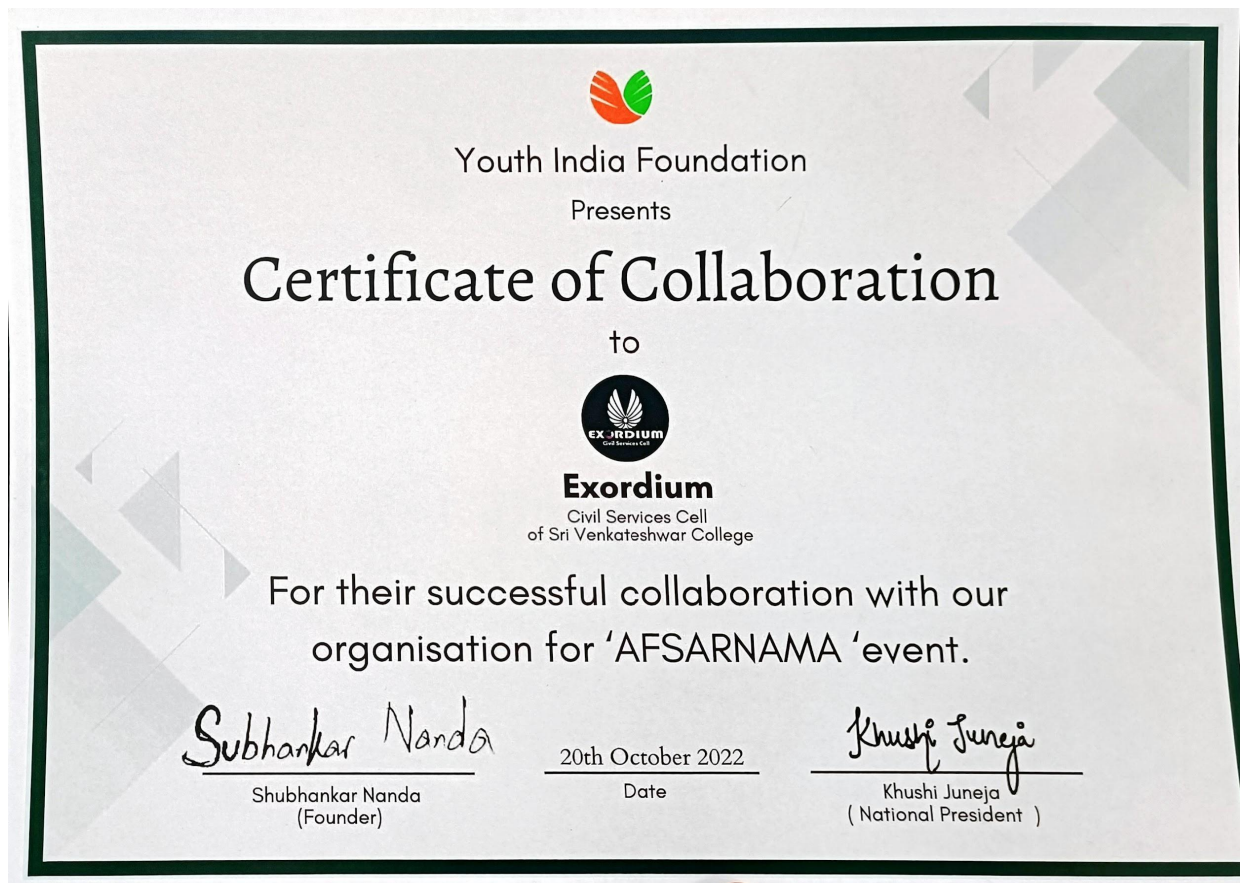 Youth India Foundation
Presents
Certificate of Collaboration
to
EXORDIUM
Civil Services Cell
Exordium
Civil Services Cell
of Sri Venkateshwar College
For their successful collaboration with our
organisation for ‘AFSARNAMA ‘event.
Subhankar Nanda
20th October 2022
Khushi Juneja
Shubhankar Nanda
Date
Khushi Juneja
(Founder)
( National President )